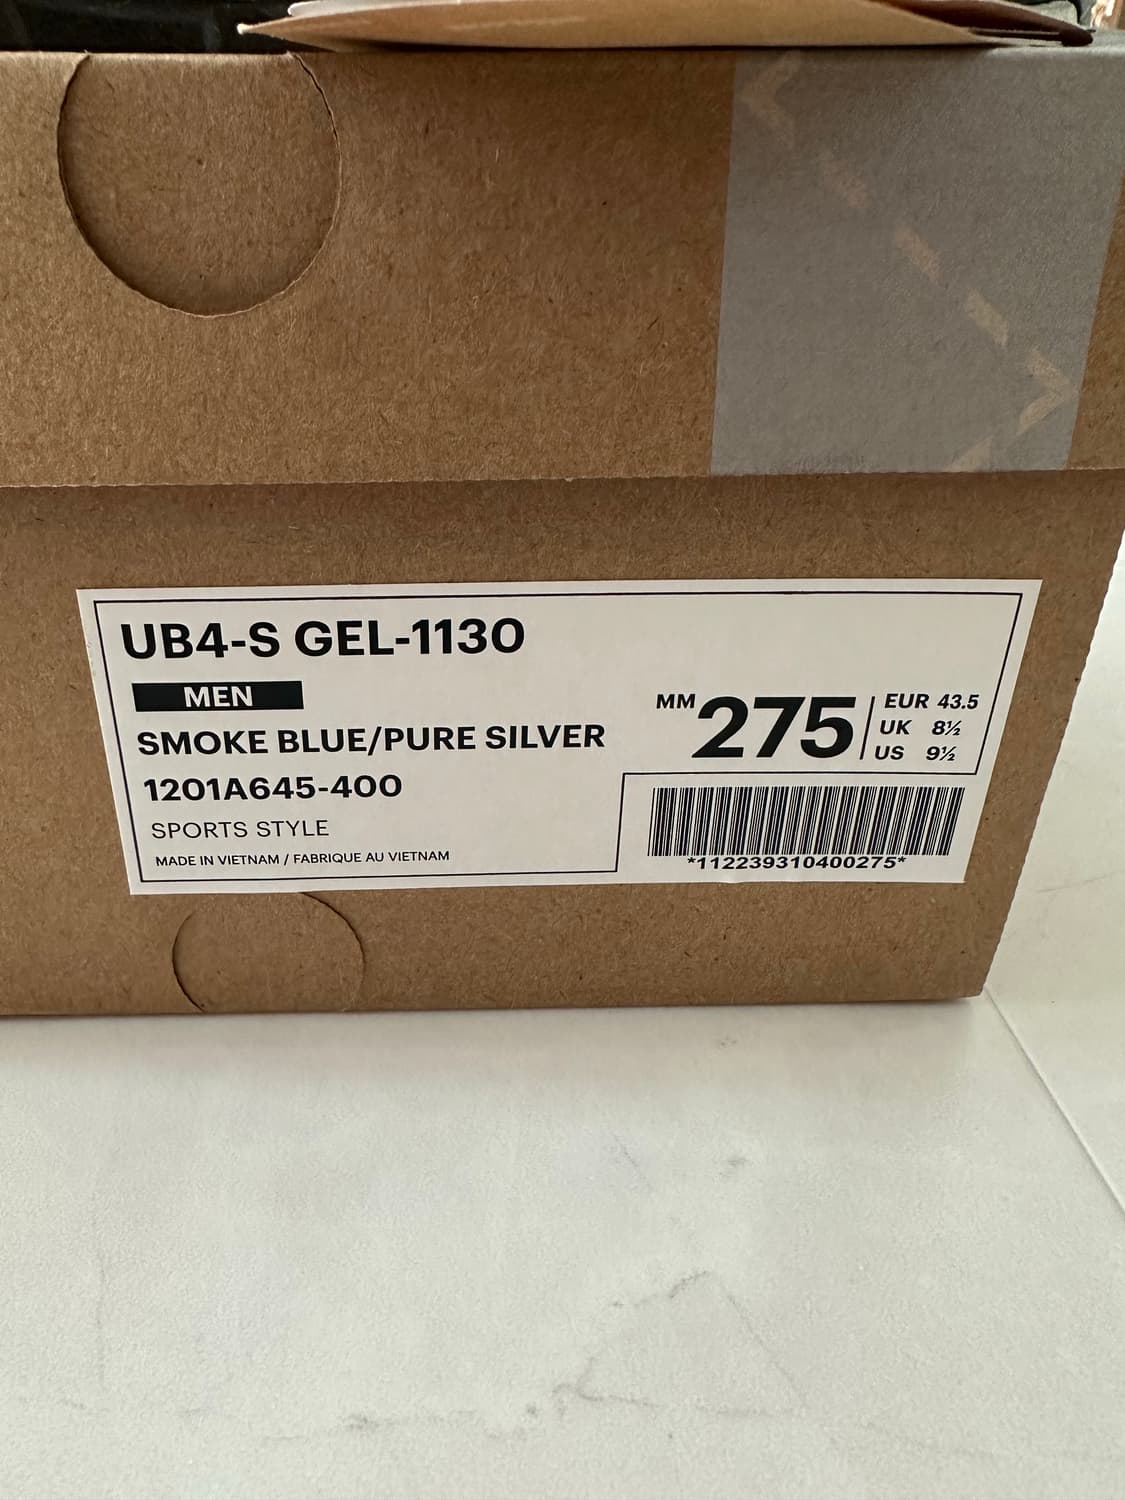 UB4-S GEL-1130
MEN
SMOKE BLUE/PURE SILVER
1201A645-400
SPORTS STYLE
MADE IN VIETNAM / FABRIQUE AU VIETNAM
MM 275
EUR 43.5
UK 8½
US 9½
*112239310400275*